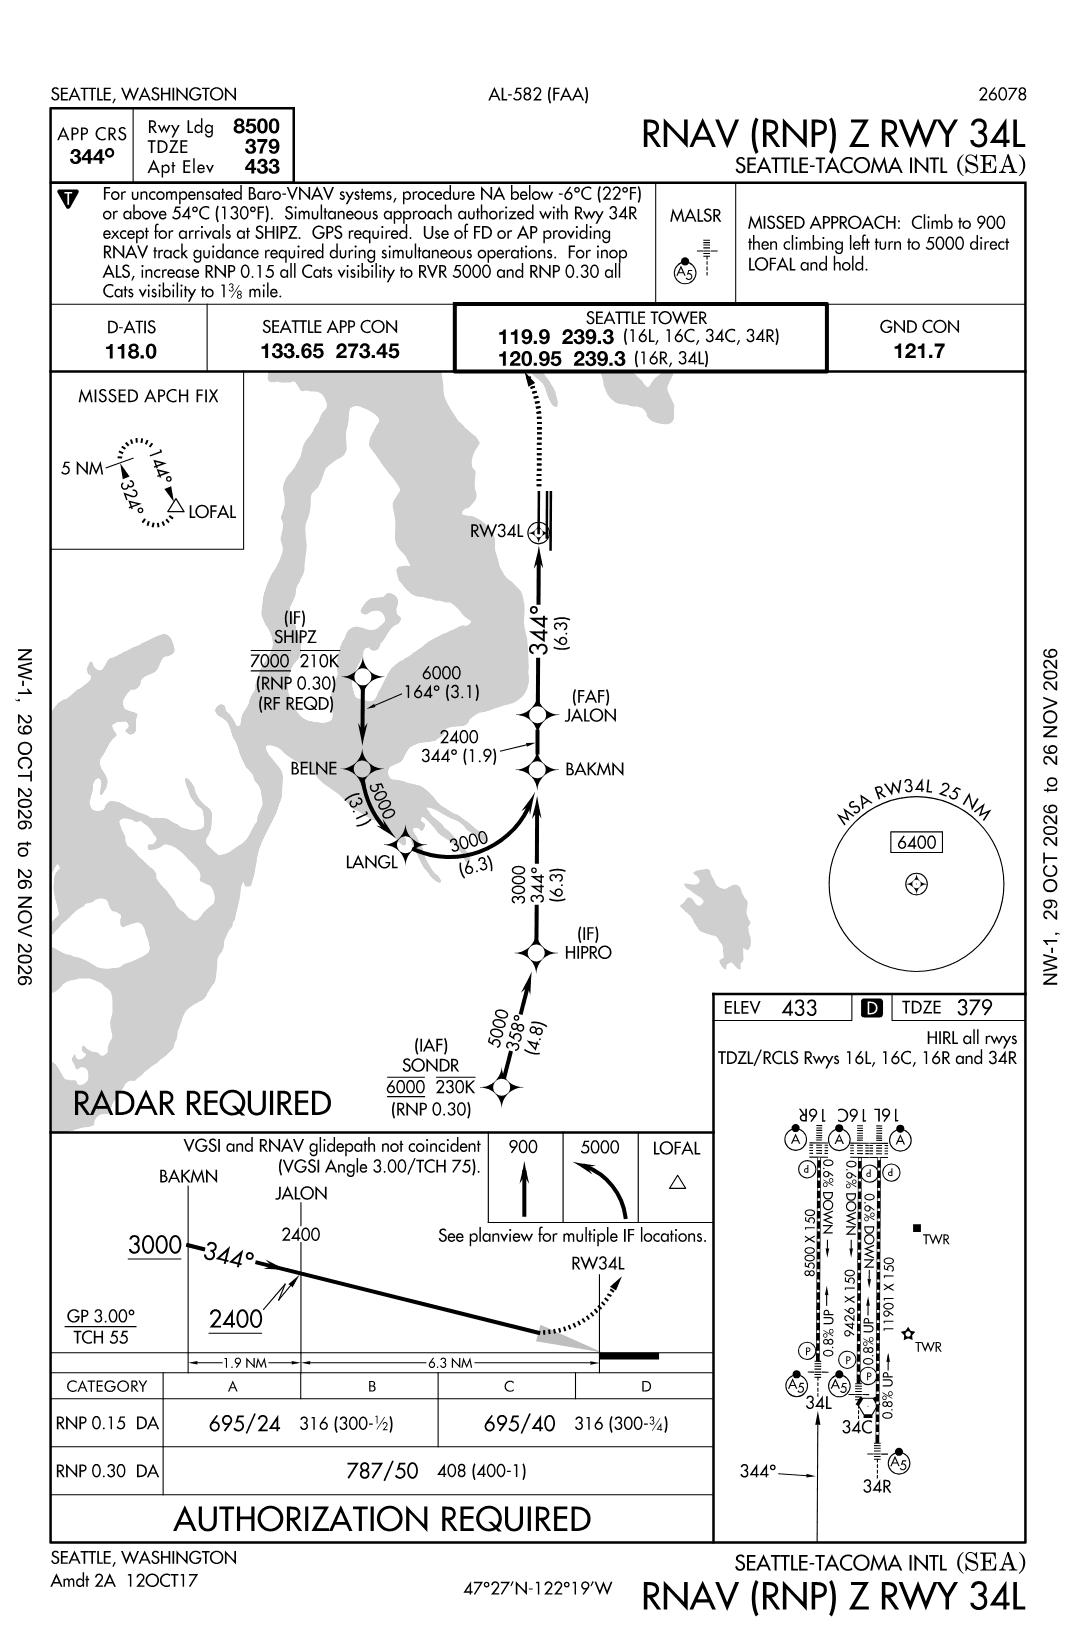 SEATTLE, WASHINGTON
AL-582 (FAA)
26078
APP CRS
344°
Rwy Ldg 8500
TDZE 379
Apt Elev 433
RNAV (RNP) Z RWY 34L
SEATTLE-TACOMA INTL (SEA)
T
For uncompensated Baro-VNAV systems, procedure NA below -6°C (22°F)
or above 54°C (130°F). Simultaneous approach authorized with Rwy 34R
except for arrivals at SHIPZ. GPS required. Use of FD or AP providing
RNAV track guidance required during simultaneous operations. For inop
ALS, increase RNP 0.15 all Cats visibility to RVR 5000 and RNP 0.30 all
Cats visibility to 1⅜ mile.
MALSR
A5
MISSED APPROACH: Climb to 900
then climbing left turn to 5000 direct
LOFAL and hold.
D-ATIS
118.0
SEATTLE APP CON
133.65 273.45
SEATTLE TOWER
119.9 239.3 (16L, 16C, 34C, 34R)
120.95 239.3 (16R, 34L)
GND CON
121.7
MISSED APCH FIX
5 NM
144°
324°
LOFAL
RW34L
344°
(6.3)
(IF)
SHIPZ
7000 210K
(RNP 0.30)
(RF REQD)
6000
164° (3.1)
(FAF)
JALON
2400
344° (1.9)
BELNE
BAKMN
5000
(3.1)
LANGL
3000
(6.3)
3000
344°
(6.3)
(IF)
HIPRO
5000
358°
(4.8)
(IAF)
SONDR
6000 230K
(RNP 0.30)
MSA RW34L 25 NM
6400
RADAR REQUIRED
NW-1, 29 OCT 2026 to 26 NOV 2026
NW-1, 29 OCT 2026 to 26 NOV 2026
ELEV 433
D
TDZE 379
HIRL all rwys
TDZL/RCLS Rwys 16L, 16C, 16R and 34R
16R
16C
16L
A
A
A
P
P
P
0.6% DOWN
0.6% DOWN
0.6% DOWN
8500 X 150
9426 X 150
11901 X 150
TWR
TWR
0.8% UP
0.8% UP
0.8% UP
P
P
P
A5
A5
34L
34C
A5
34R
344°
VGSI and RNAV glidepath not coincident
(VGSI Angle 3.00/TCH 75).
900
5000
LOFAL
See planview for multiple IF locations.
BAKMN
JALON
2400
RW34L
3000
344°
2400
GP 3.00°
TCH 55
1.9 NM
6.3 NM
CATEGORY A B C D
RNP 0.15 DA 695/24 316 (300-½) 695/40 316 (300-¾)
RNP 0.30 DA 787/50 408 (400-1)
AUTHORIZATION REQUIRED
SEATTLE, WASHINGTON
Amdt 2A 12OCT17
47°27'N-122°19'W
SEATTLE-TACOMA INTL (SEA)
RNAV (RNP) Z RWY 34L